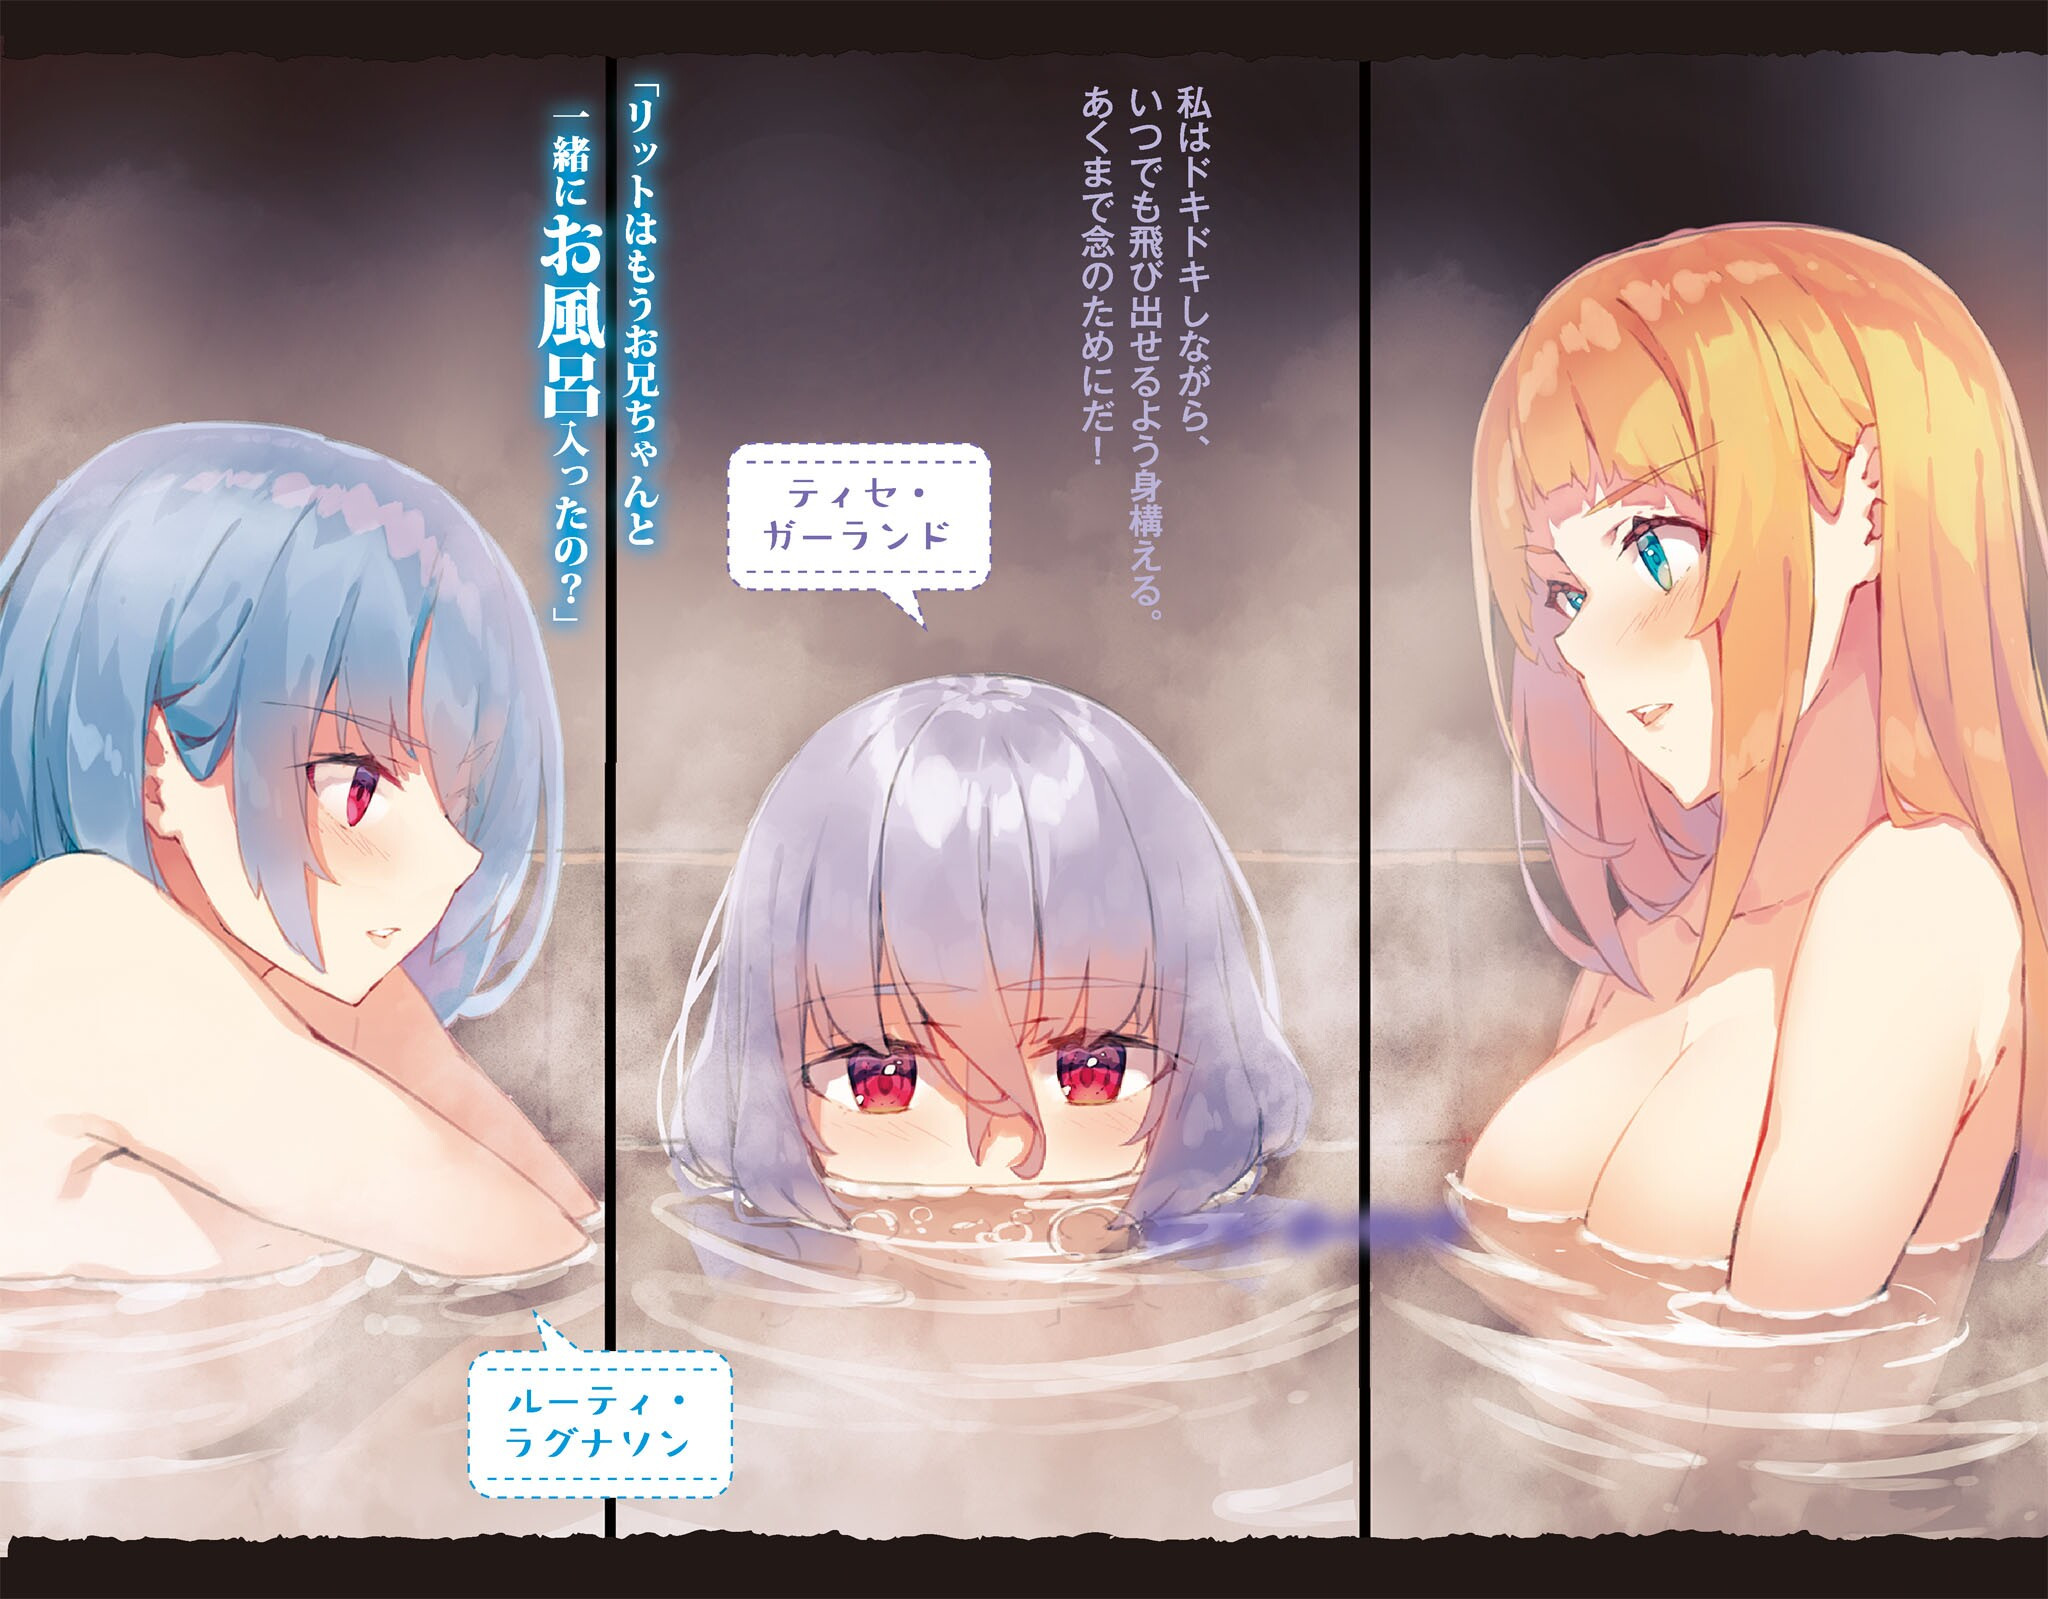 私はドキドキしながら、
いつでも飛び出せるよう身構える。
あくまで念のためにだ！
ティセ・
ガーランド
「リットはもうお兄ちゃんと
一緒にお風呂入ったの？」
ルーティ・
ラグナソン